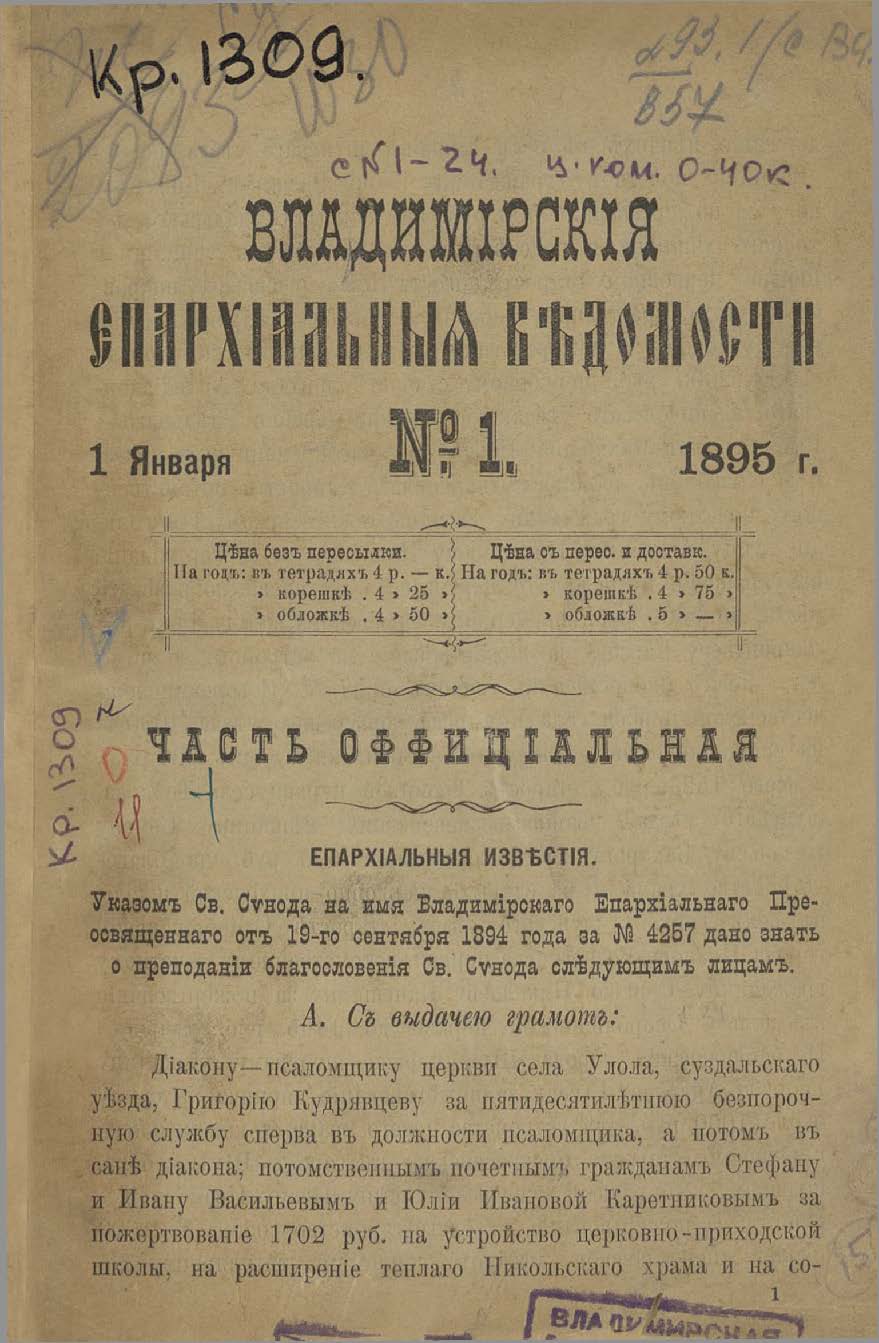 Кр. 1309.
с №1-24. ц. ком. 0-40к.
ВЛАДИМІРСКІЯ
ЕПАРХІАЛЬНЫЯ ВѢДОМОСТИ
1 Января № 1. 1895 г.
Цѣна безъ пересылки.
На годъ: въ тетрадяхъ 4 р. — к.
» корешкѣ . 4 » 25 »
» обложкѣ . 4 » 50 »
Цѣна съ перес. и доставк.
На годъ: въ тетрадяхъ 4 р. 50 к.
» корешкѣ . 4 » 75 »
» обложкѣ . 5 » — »
Кр. 1309
ЧАСТЬ ОФФИЦІАЛЬНАЯ
ЕПАРХІАЛЬНЫЯ ИЗВѢСТІЯ.
Указомъ Св. Сѵнода на имя Владимірскаго Епархіальнаго Пре-
освященнаго отъ 19-го сентября 1894 года за № 4257 дано знать
о преподаніи благословенія Св. Сѵнода слѣдующимъ лицамъ.
А. Съ выдачею грамотъ:
Діакону—псаломщику церкви села Улола, суздальскаго
уѣзда, Григорію Кудрявцеву за пятидесятилѣтнюю безпороч-
ную службу сперва въ должности псаломщика, а потомъ въ
санѣ діакона; потомственнымъ почетнымъ гражданамъ Стефану
и Ивану Васильевымъ и Юліи Ивановой Каретниковымъ за
пожертвованіе 1702 руб. на устройство церковно-приходской
школы, на расширеніе теплаго Никольскаго храма и на со-
1
ВЛАДИМИРСКАЯ